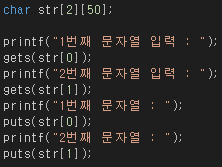 char str[2][50];
printf("1번째 문자열 입력 : ");
gets(str[0]);
printf("2번째 문자열 입력 : ");
gets(str[1]);
printf("1번째 문자열 : ");
puts(str[0]);
printf("2번째 문자열 : ");
puts(str[1]);